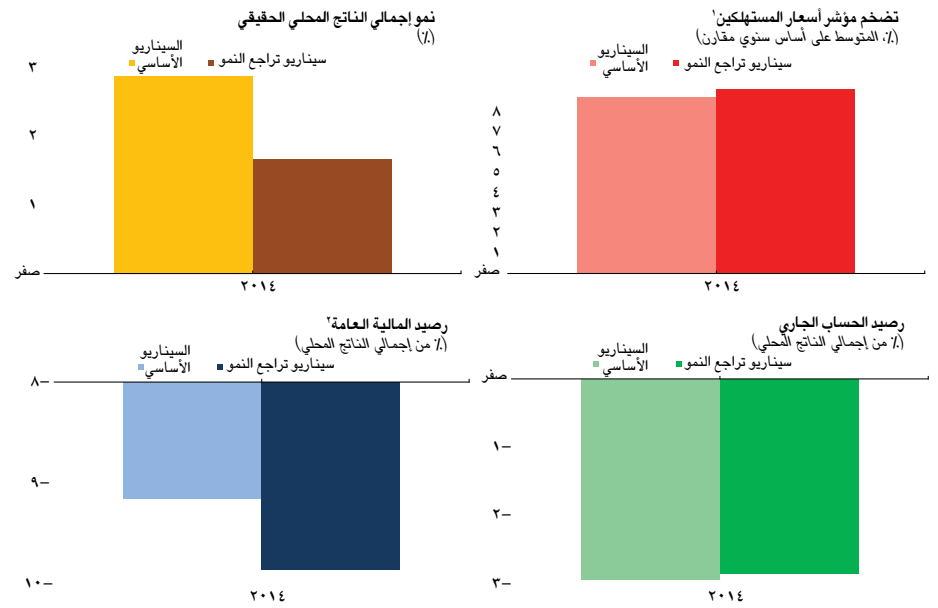 تضخم مؤشر أسعار المستهلكين¹
(٪، المتوسط على أساس سنوي مقارن)
السيناريو
الأساسي
سيناريو تراجع النمو
٨
٧
٦
٥
٤
٣
٢
١
صفر
٢٠١٤
نمو إجمالي الناتج المحلي الحقيقي
(٪)
السيناريو
الأساسي
سيناريو تراجع النمو
٣
٢
١
صفر
٢٠١٤
رصيد الحساب الجاري
(٪ من إجمالي الناتج المحلي)
السيناريو
الأساسي
سيناريو تراجع النمو
صفر
١–
٢–
٣–
٢٠١٤
رصيد المالية العامة²
(٪ من إجمالي الناتج المحلي)
السيناريو
الأساسي
سيناريو تراجع النمو
٨–
٩–
١٠–
٢٠١٤